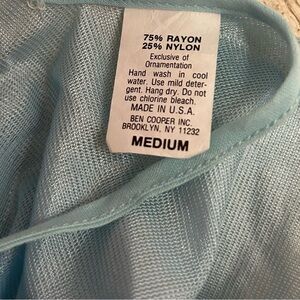 75% RAYON
25% NYLON
Exclusive of
Ornamentation
Hand wash in cool
water. Use mild deter-
gent. Hang dry. Do not
use chlorine bleach.
MADE IN U.S.A.
BEN COOPER INC.
BROOKLYN, NY 11232
MEDIUM